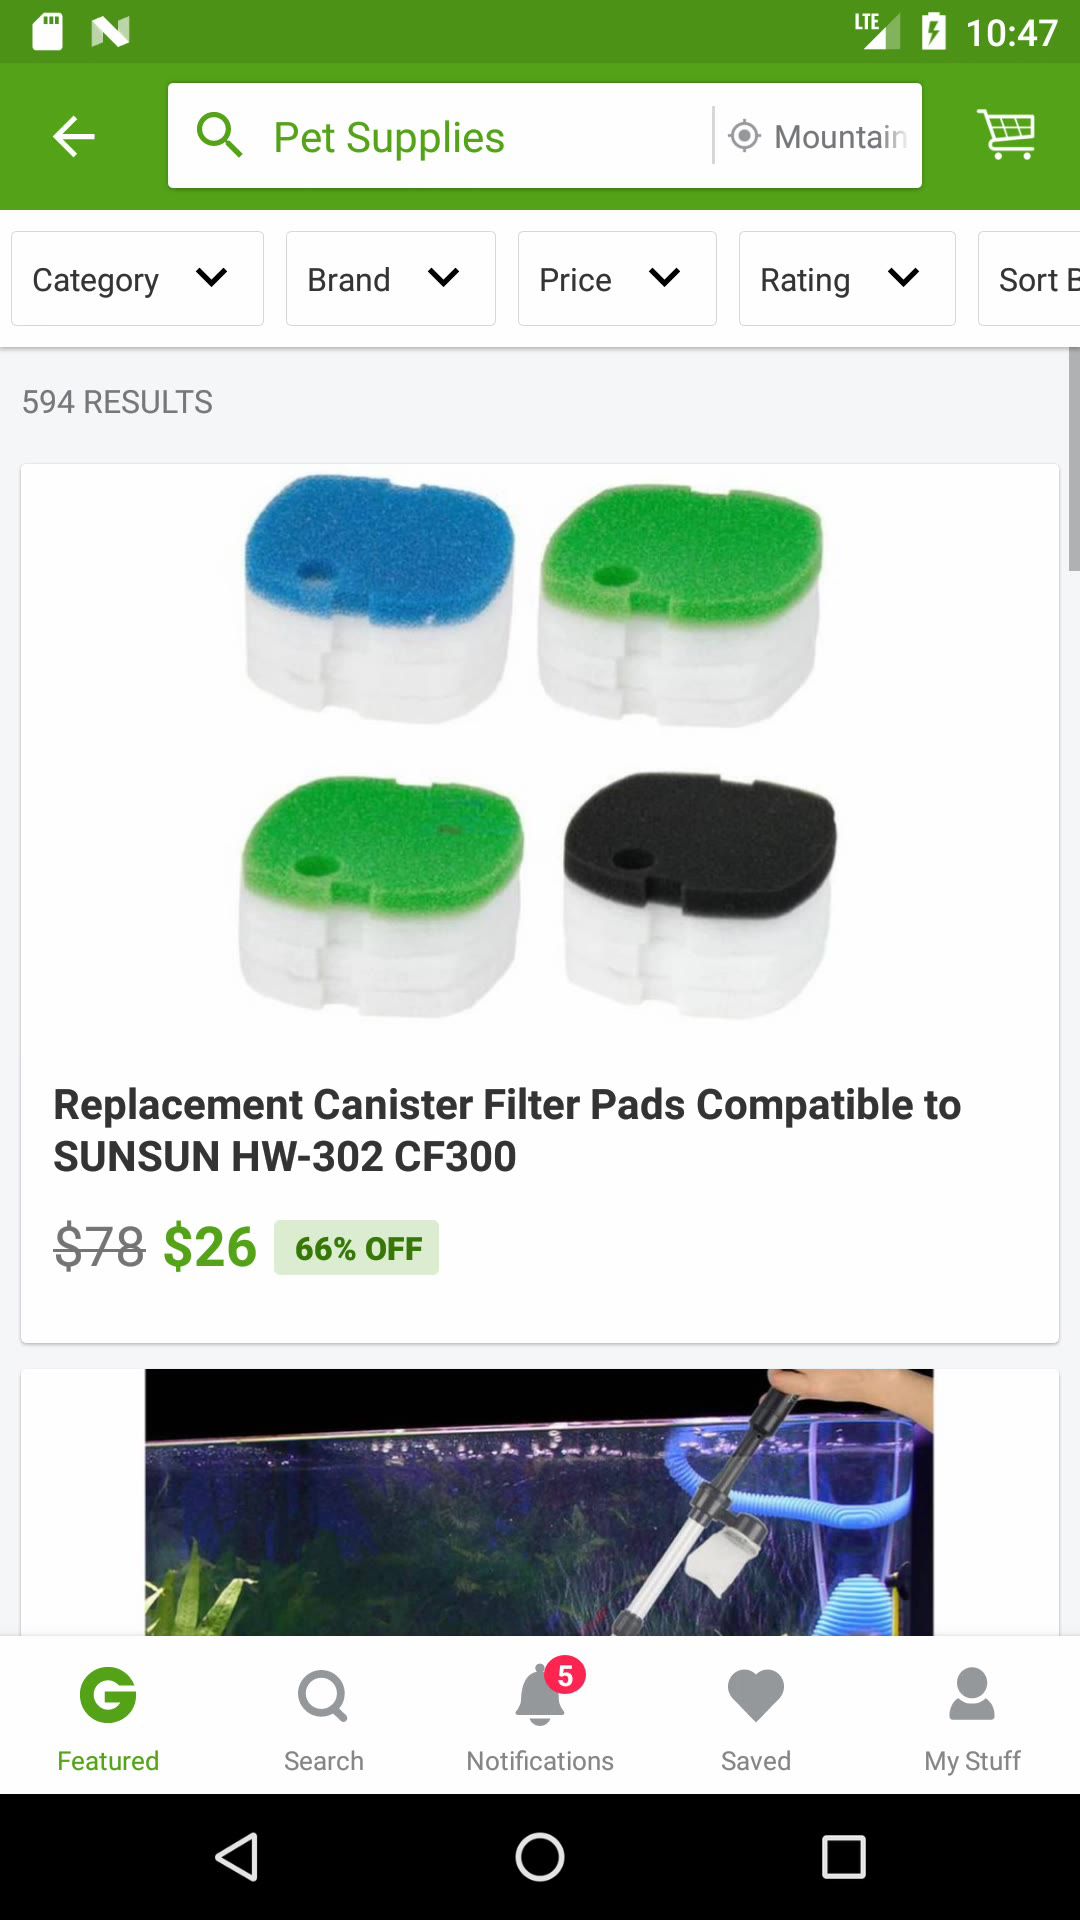 LTE 10:47
Pet Supplies Mountain
Category Brand Price Rating Sort B
594 RESULTS
Replacement Canister Filter Pads Compatible to
SUNSUN HW-302 CF300
$78 $26 66% OFF
5
Featured Search Notifications Saved My Stuff